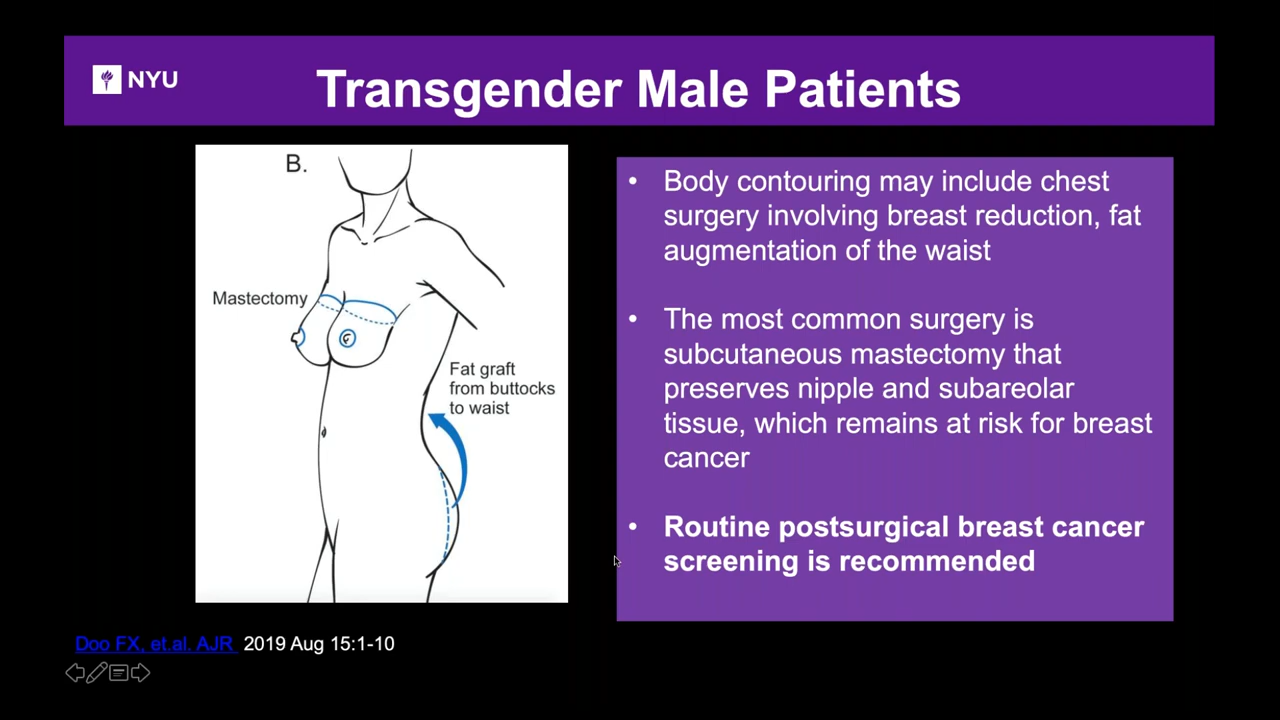 NYU
Transgender Male Patients
B.
Mastectomy
Fat graft
from buttocks
to waist
• Body contouring may include chest
surgery involving breast reduction, fat
augmentation of the waist
• The most common surgery is
subcutaneous mastectomy that
preserves nipple and subareolar
tissue, which remains at risk for breast
cancer
• Routine postsurgical breast cancer
screening is recommended
Doo FX, et.al. AJR 2019 Aug 15:1-10